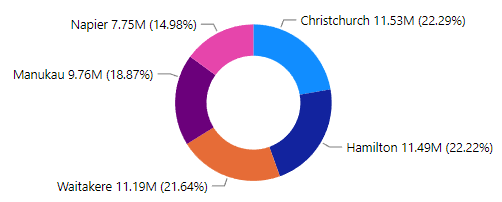 Napier 7.75M (14.98%)
Christchurch 11.53M (22.29%)
Manukau 9.76M (18.87%)
Hamilton 11.49M (22.22%)
Waitakere 11.19M (21.64%)